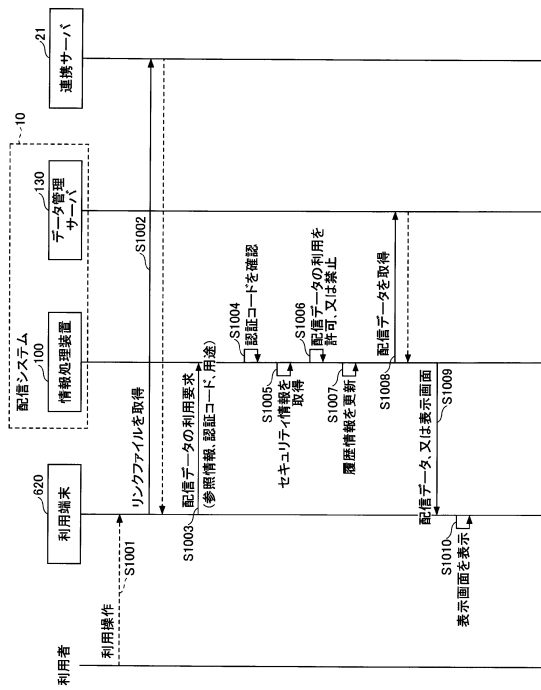 配信システム
10
利用者
620
利用端末
100
情報処理装置
130
データ管理
サーバ
21
連携サーバ
利用操作
S1001
リンクファイルを取得
S1002
配信データの利用要求
S1003
(参照情報、認証コード、用途)
S1004
認証コードを確認
S1005
セキュリティ情報を
取得
S1006
配信データの利用を
許可、又は禁止
S1007
履歴情報を更新
配信データを取得
S1008
配信データ、又は表示画面
S1009
S1010
表示画面を表示